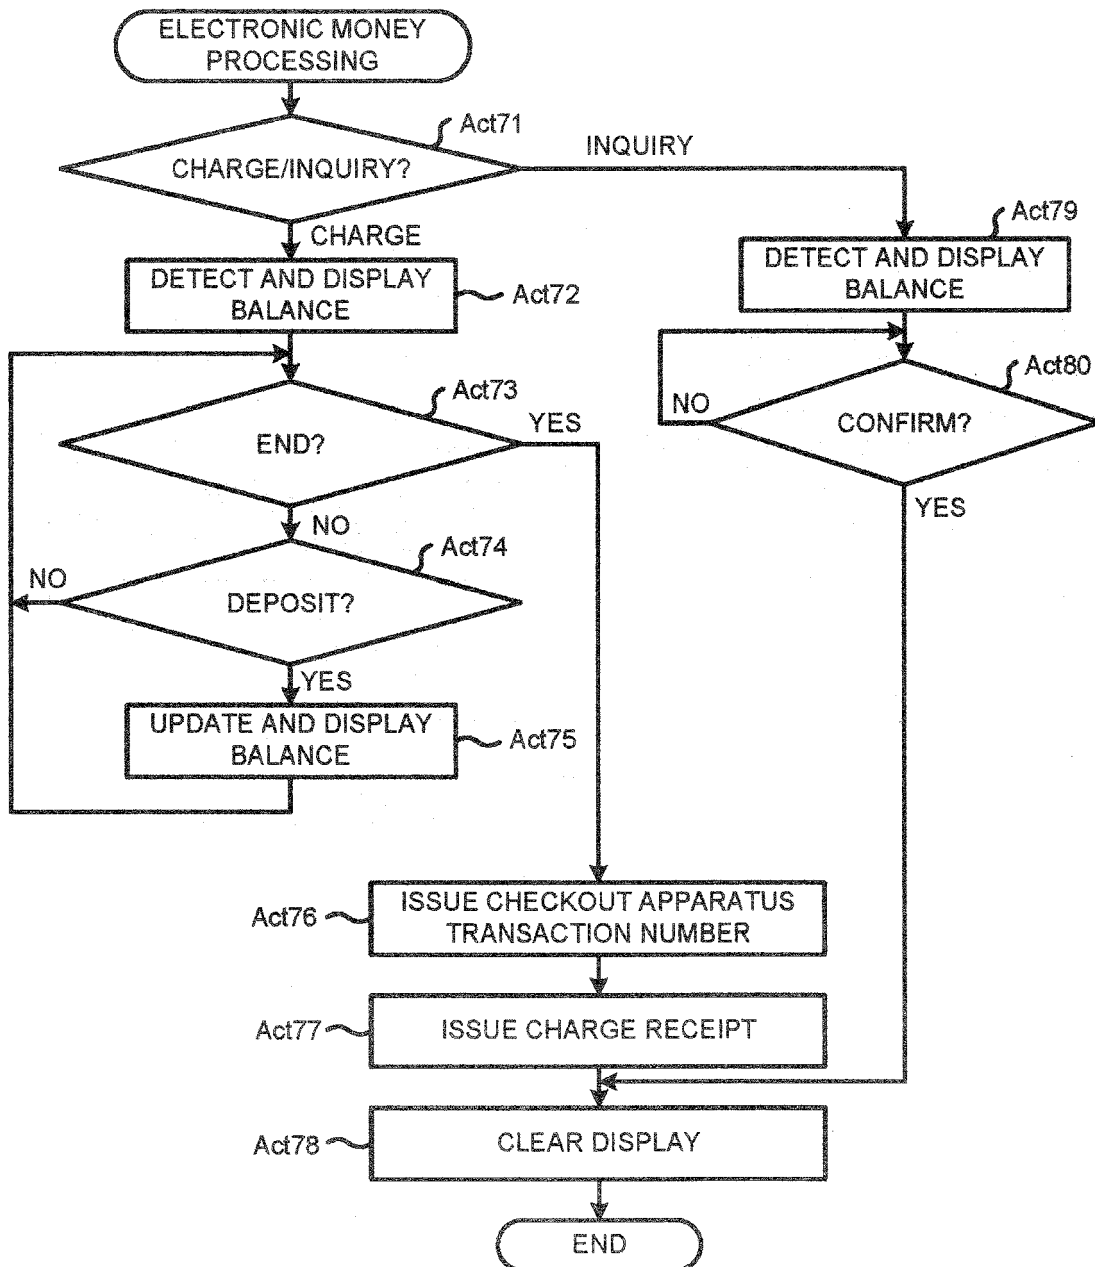 ELECTRONIC MONEY
PROCESSING
Act71
CHARGE/INQUIRY?
INQUIRY
CHARGE
Act79
DETECT AND DISPLAY
BALANCE
DETECT AND DISPLAY
BALANCE
Act72
Act80
NO
CONFIRM?
YES
Act73
END?
YES
NO
Act74
NO
DEPOSIT?
YES
UPDATE AND DISPLAY
BALANCE
Act75
Act76
ISSUE CHECKOUT APPARATUS
TRANSACTION NUMBER
Act77
ISSUE CHARGE RECEIPT
Act78
CLEAR DISPLAY
END